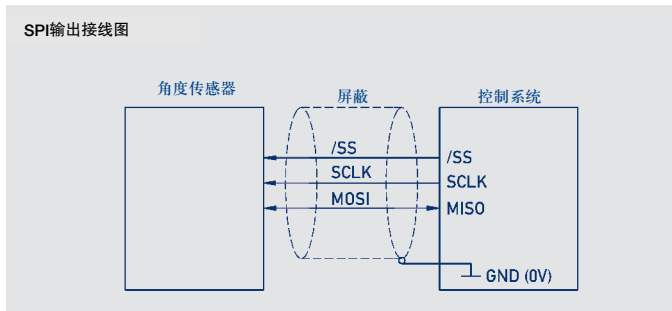 SPI输出接线图
角度传感器
屏蔽
控制系统
/SS
/SS
SCLK
SCLK
MOSI
MISO
GND (0V)